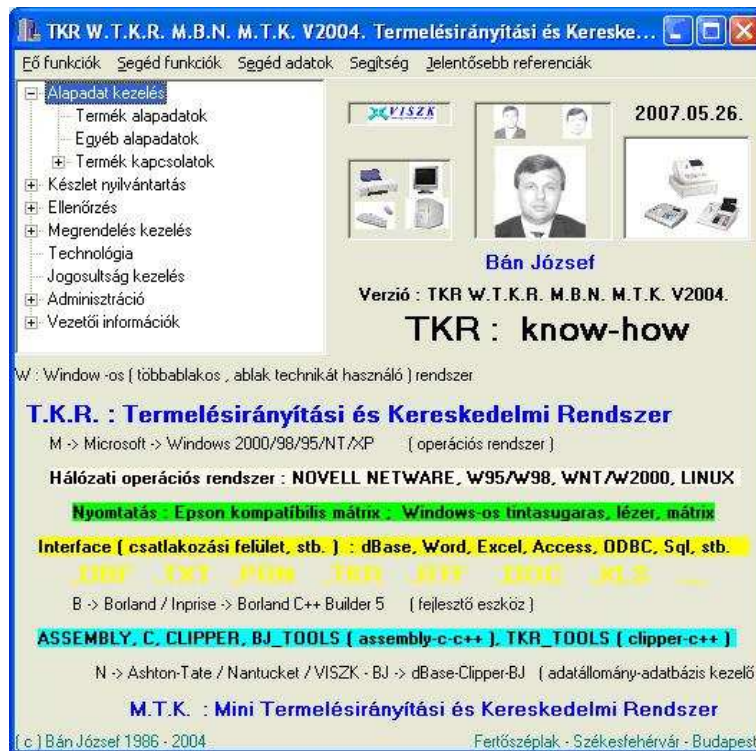 TKR W.T.K.R. M.B.N. M.T.K. V2004. Termelésirányítási és Kereske...
Fő funkciók Segéd funkciók Segéd adatok Segítség Jelentősebb referenciák
Alapadat kezelés
Termék alapadatok
Egyéb alapadatok
Termék kapcsolatok
Készlet nyilvántartás
Ellenőrzés
Megrendelés kezelés
Technológia
Jogosultság kezelés
Adminisztráció
Vezetői információk
VISZK
2007.05.26.
Bán József
Verzió : TKR W.T.K.R. M.B.N. M.T.K. V2004.
TKR : know-how
W : Window -os ( többablakos , ablak technikát használó ) rendszer
T.K.R. : Termelésirányítási és Kereskedelmi Rendszer
M -> Microsoft -> Windows 2000/98/95/NT/XP ( operációs rendszer )
Hálózati operációs rendszer : NOVELL NETWARE, W95/W98, WNT/W2000, LINUX
Nyomtatás : Epson kompatíbilis mátrix ; Windows-os tintasugaras, lézer, mátrix
Interface ( csatlakozási felület, stb. ) : dBase, Word, Excel, Access, ODBC, Sql, stb.
.DBF .TXT .PRN .TKR .RTF .DOC .XLS ...
B -> Borland / Inprise -> Borland C++ Builder 5 ( fejlesztő eszköz )
ASSEMBLY, C, CLIPPER, BJ_TOOLS ( assembly-c-c++ ), TKR_TOOLS ( clipper-c++ )
N -> Ashton-Tate / Nantucket / VISZK - BJ -> dBase-Clipper-BJ ( adatállomány-adatbázis kezelő
M.T.K. : Mini Termelésirányítási és Kereskedelmi Rendszer
( c ) Bán József 1986 - 2004
Fertőszéplak - Székesfehérvár - Budapest